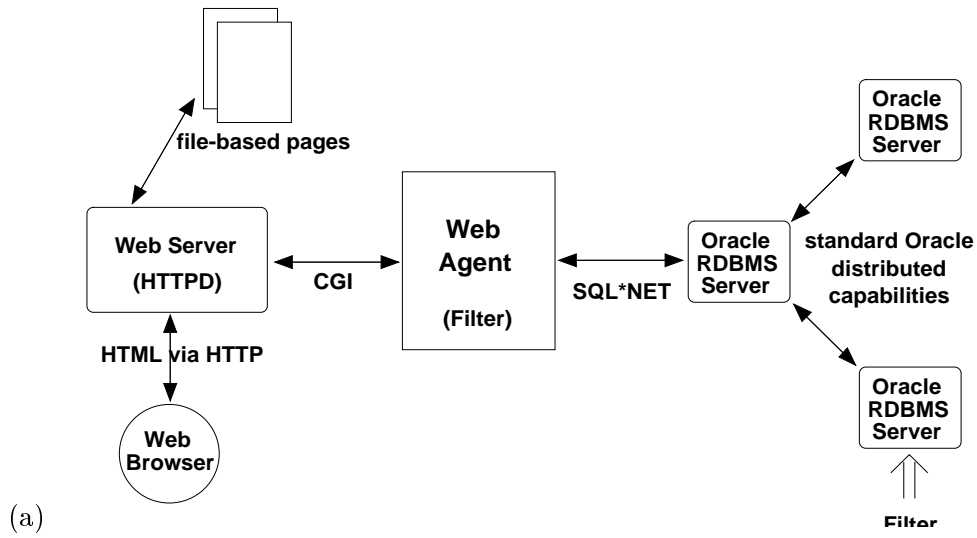 file-based pages
Web Server
(HTTPD)
CGI
Web
Agent
(Filter)
SQL*NET
Oracle
RDBMS
Server
Oracle
RDBMS
Server
standard Oracle
distributed
capabilities
Oracle
RDBMS
Server
HTML via HTTP
Web
Browser
Filter
(a)